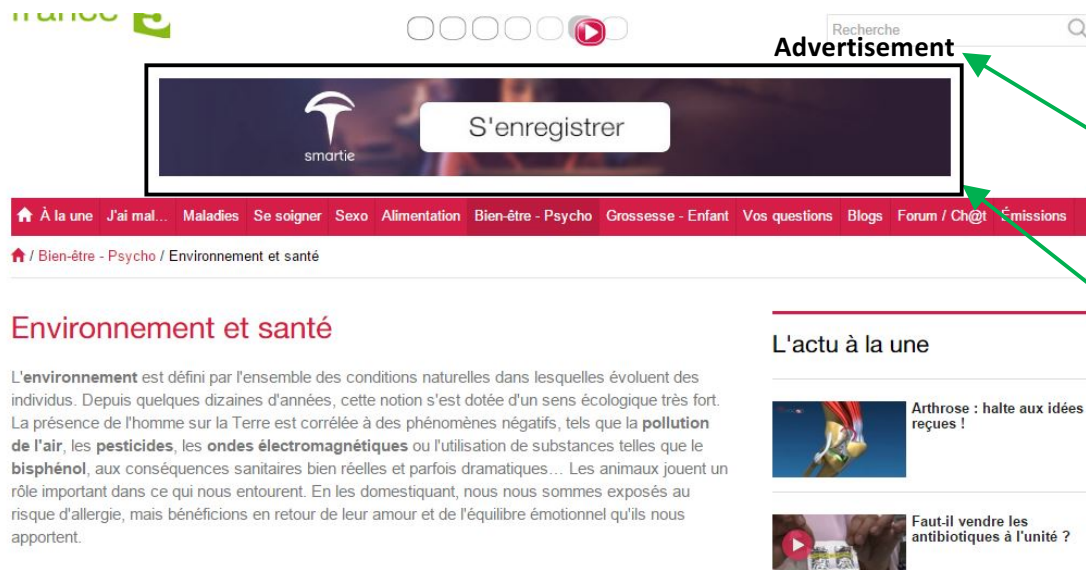 france 5
Recherche
Advertisement
S'enregistrer
smartie
À la une J'ai mal... Maladies Se soigner Sexo Alimentation Bien-être - Psycho Grossesse - Enfant Vos questions Blogs Forum / Ch@t Émissions
/ Bien-être - Psycho / Environnement et santé
Environnement et santé
L'environnement est défini par l'ensemble des conditions naturelles dans lesquelles évoluent des
individus. Depuis quelques dizaines d'années, cette notion s'est dotée d'un sens écologique très fort.
La présence de l'homme sur la Terre est corrélée à des phénomènes négatifs, tels que la pollution
de l'air, les pesticides, les ondes électromagnétiques ou l'utilisation de substances telles que le
bisphénol, aux conséquences sanitaires bien réelles et parfois dramatiques… Les animaux jouent un
rôle important dans ce qui nous entourent. En les domestiquant, nous nous sommes exposés au
risque d'allergie, mais bénéficions en retour de leur amour et de l'équilibre émotionnel qu'ils nous
apportent.
L'actu à la une
Arthrose : halte aux idées
reçues !
Faut-il vendre les
antibiotiques à l'unité ?